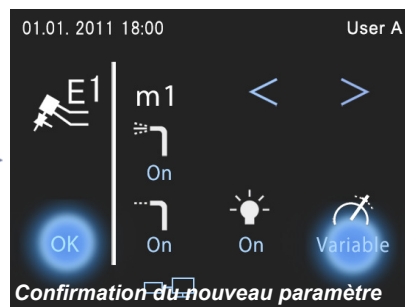 01.01. 2011 18:00 User A
E1 m1 < >
On
OK On On Variable
Confirmation du nouveau paramètre